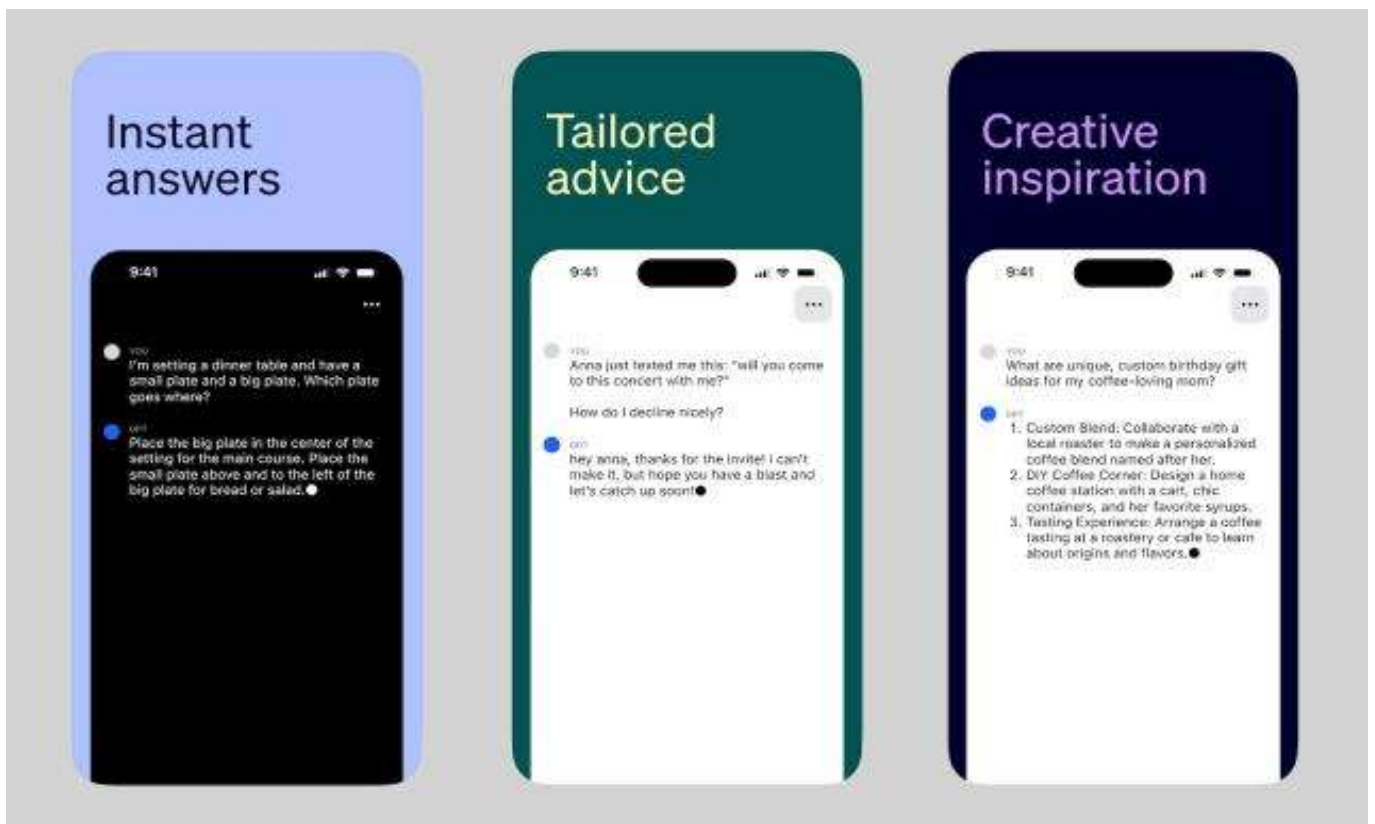 Instant
answers
9:41
YOU
I'm setting a dinner table and have a
small plate and a big plate. Which plate
goes where?
GPT
Place the big plate in the center of the
setting for the main course. Place the
small plate above and to the left of the
big plate for bread or salad.
Tailored
advice
9:41
YOU
Anna just texted me this: "will you come
to this concert with me?"
How do I decline nicely?
GPT
hey anna, thanks for the invite! I can't
make it, but hope you have a blast and
let's catch up soon!
Creative
inspiration
9:41
YOU
What are unique, custom birthday gift
ideas for my coffee-loving mom?
GPT
1. Custom Blend: Collaborate with a
local roaster to make a personalized
coffee blend named after her.
2. DIY Coffee Corner: Design a home
coffee station with a cart, chic
containers, and her favorite syrups.
3. Tasting Experience: Arrange a coffee
tasting at a roastery or cafe to learn
about origins and flavors.